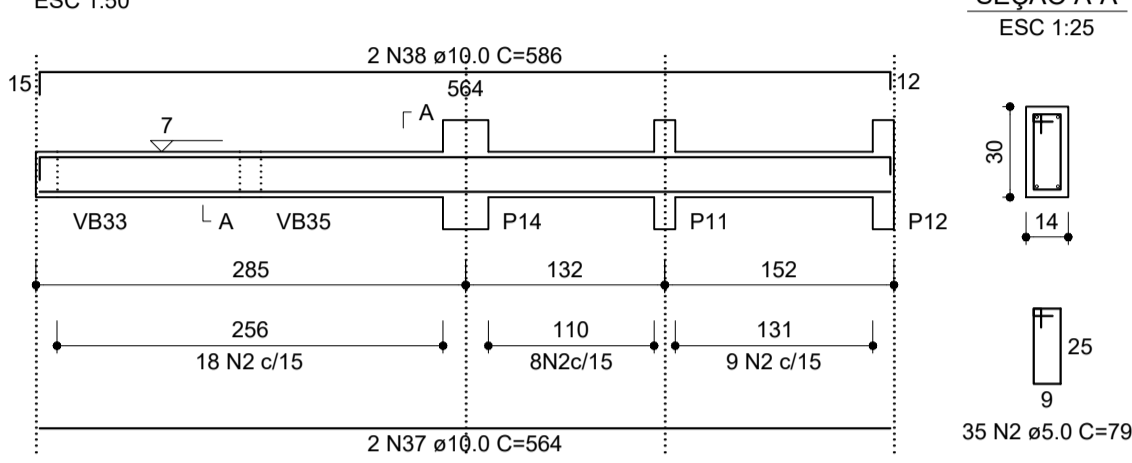 ESC 1:50
SEÇÃO A-A
ESC 1:25
2 N38 ø10.0 C=586
15
564
12
A
7
30
VB33
A
VB35
P14
P11
P12
14
285
132
152
256
110
131
18 N2 c/15
8N2c/15
9 N2 c/15
25
9
2 N37 ø10.0 C=564
35 N2 ø5.0 C=79